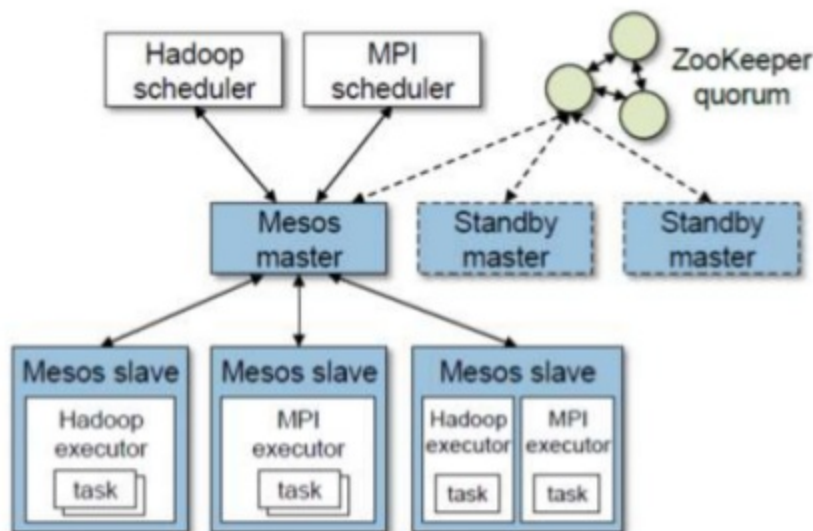 Hadoop
scheduler
MPI
scheduler
ZooKeeper
quorum
Mesos
master
Standby
master
Standby
master
Mesos slave
Hadoop
executor
task
Mesos slave
MPI
executor
task
Mesos slave
Hadoop
executor
task
MPI
executor
task